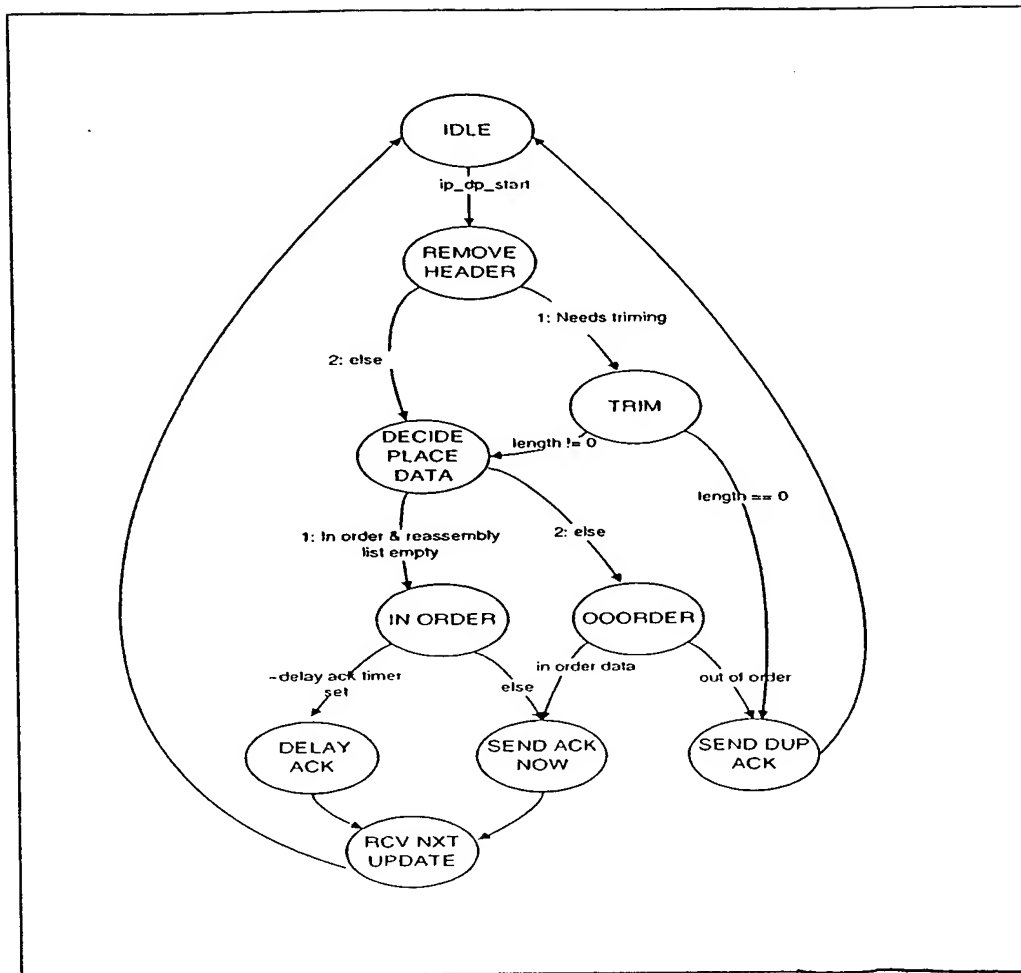 IDLE
ip_dp_start
REMOVE
HEADER
1: Needs triming
2: else
TRIM
DECIDE
PLACE
DATA
length != 0
length == 0
1: In order & reassembly
list empty
2: else
IN ORDER
OOORDER
~delay ack timer
set
else
in order data
out of order
DELAY
ACK
SEND ACK
NOW
SEND DUP
ACK
RCV NXT
UPDATE